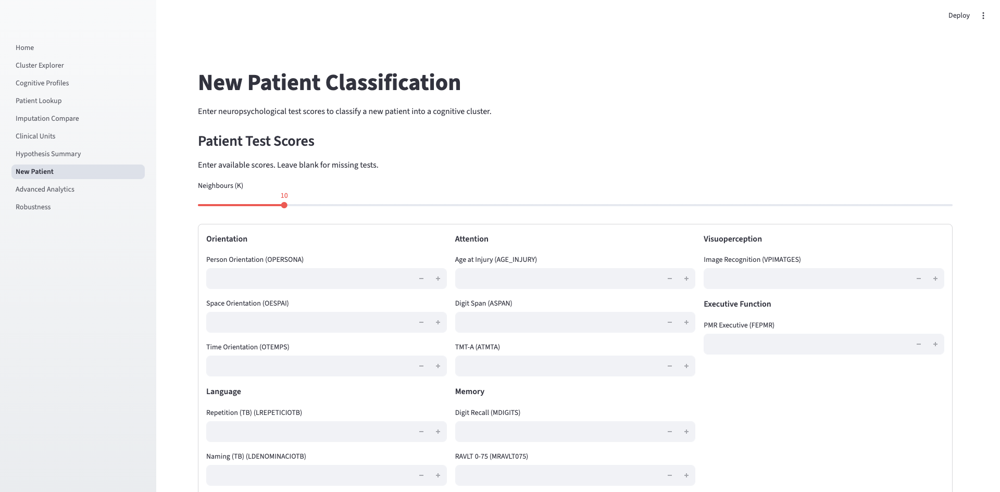 Deploy
Home
Cluster Explorer
Cognitive Profiles
Patient Lookup
Imputation Compare
Clinical Units
Hypothesis Summary
New Patient
Advanced Analytics
Robustness
New Patient Classification
Enter neuropsychological test scores to classify a new patient into a cognitive cluster.
Patient Test Scores
Enter available scores. Leave blank for missing tests.
Neighbours (K)
10
Orientation
Person Orientation (OPERSONA)
Space Orientation (OESPAI)
Time Orientation (OTEMPS)
Language
Repetition (TB) (LREPETICIOTB)
Naming (TB) (LDENOMINACIOTB)
Attention
Age at Injury (AGE_INJURY)
Digit Span (ASPAN)
TMT-A (ATMTA)
Memory
Digit Recall (MDIGITS)
RAVLT 0-75 (MRAVLT075)
Visuoperception
Image Recognition (VPIMATGES)
Executive Function
PMR Executive (FEPMR)